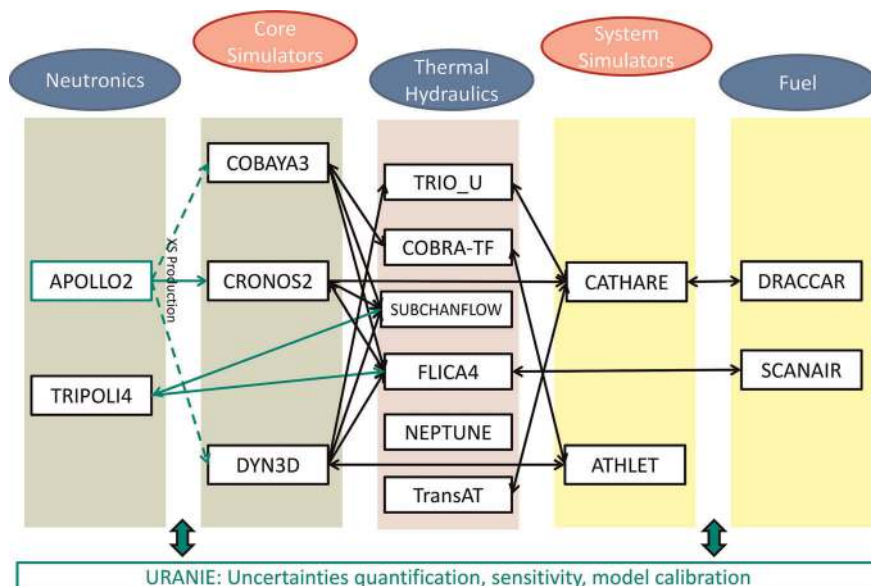 Core
Simulators
System
Simulators
Neutronics
Thermal
Hydraulics
Fuel
COBAYA3
TRIO_U
COBRA-TF
XS Production
APOLLO2
CRONOS2
CATHARE
DRACCAR
SUBCHANFLOW
TRIPOLI4
FLICA4
SCANAIR
NEPTUNE
DYN3D
ATHLET
TransAT
URANIE: Uncertainties quantification, sensitivity, model calibration